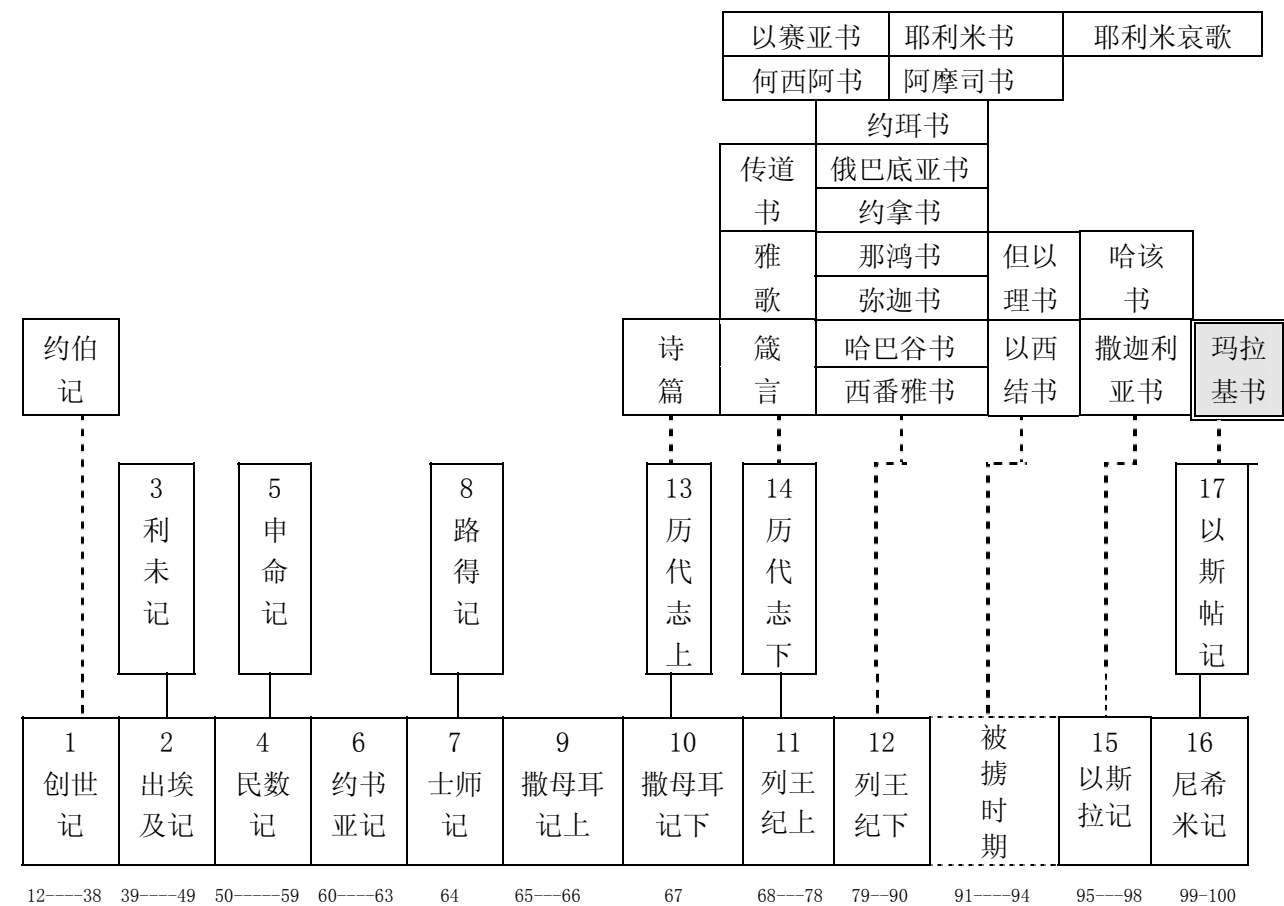 以赛亚书 耶利米书 耶利米哀歌
何西阿书 阿摩司书
约珥书
传道书
俄巴底亚书
约拿书
雅歌
那鸿书
弥迦书
但以理书
哈该书
约伯记
诗篇
箴言
哈巴谷书
西番雅书
以西结书
撒迦利亚书
玛拉基书
3
利未记
5
申命记
8
路得记
13
历代志上
14
历代志下
17
以斯帖记
1
创世记
2
出埃及记
4
民数记
6
约书亚记
7
士师记
9
撒母耳记上
10
撒母耳记下
11
列王纪上
12
列王纪下
被掳时期
15
以斯拉记
16
尼希米记
12----38 39----49 50-----59 60----63 64 65---66 67 68---78 79--90 91----94 95---98 99-100